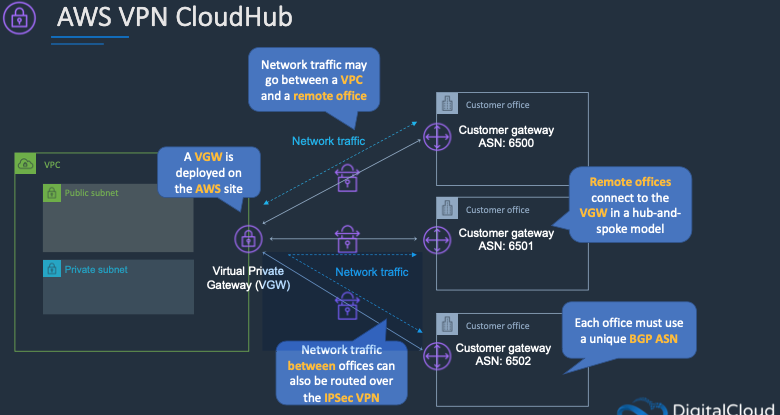 AWS VPN CloudHub
Network traffic may
go between a VPC
and a remote office
Customer office
Customer gateway
ASN: 6500
Network traffic
VPC
A VGW is
deployed on
the AWS site
Public subnet
Remote offices
connect to the
VGW in a hub-and-
spoke model
Customer office
Customer gateway
ASN: 6501
Private subnet
Virtual Private
Gateway (VGW)
Network traffic
Customer office
Customer gateway
ASN: 6502
Each office must use
a unique BGP ASN
Network traffic
between offices can
also be routed over
the IPSec VPN
DigitalCloud